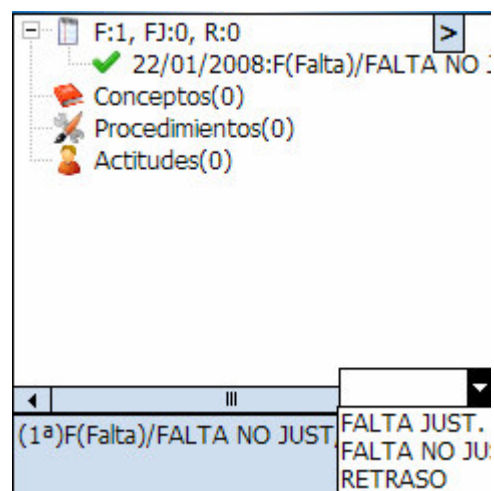 F:1, FJ:0, R:0 >
22/01/2008:F(Falta)/FALTA NO
Conceptos(0)
Procedimientos(0)
Actitudes(0)
(1ª)F(Falta)/FALTA NO JUST
FALTA JUST.
FALTA NO JUS
RETRASO